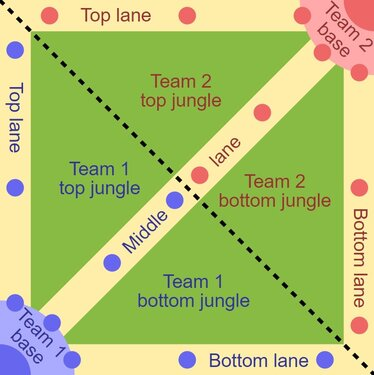 Top lane
Team 2
base
Top lane
Team 2
top jungle
Team 1
top jungle
Middle
lane
Team 2
bottom jungle
Bottom lane
Team 1
bottom jungle
Team 1
base
Bottom lane